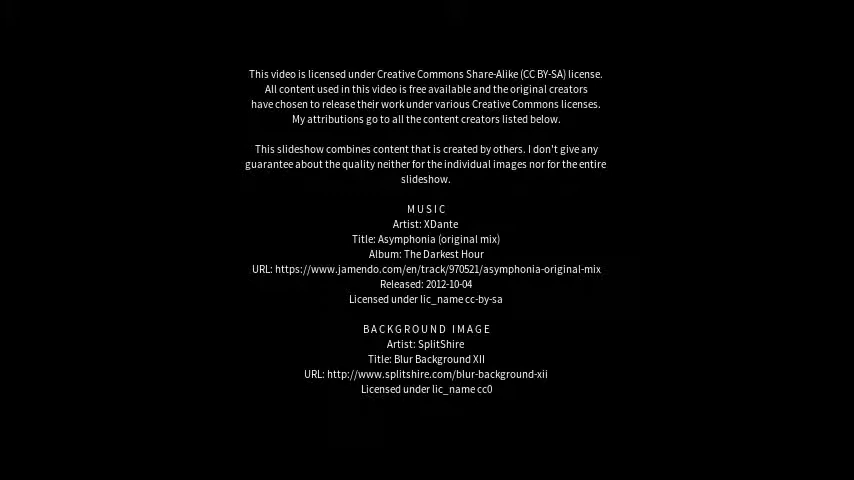 This video is licensed under Creative Commons Share-Alike (CC BY-SA) license.
All content used in this video is free available and the original creators
have chosen to release their work under various Creative Commons licenses.
My attributions go to all the content creators listed below.
This slideshow combines content that is created by others. I don't give any
guarantee about the quality neither for the individual images nor for the entire
slideshow.
MUSIC
Artist: XDante
Title: Asymphonia (original mix)
Album: The Darkest Hour
URL: https://www.jamendo.com/en/track/970521/asymphonia-original-mix
Released: 2012-10-04
Licensed under lic_name cc-by-sa
BACKGROUND IMAGE
Artist: SplitShire
Title: Blur Background XII
URL: http://www.splitshire.com/blur-background-xii
Licensed under lic_name cc0